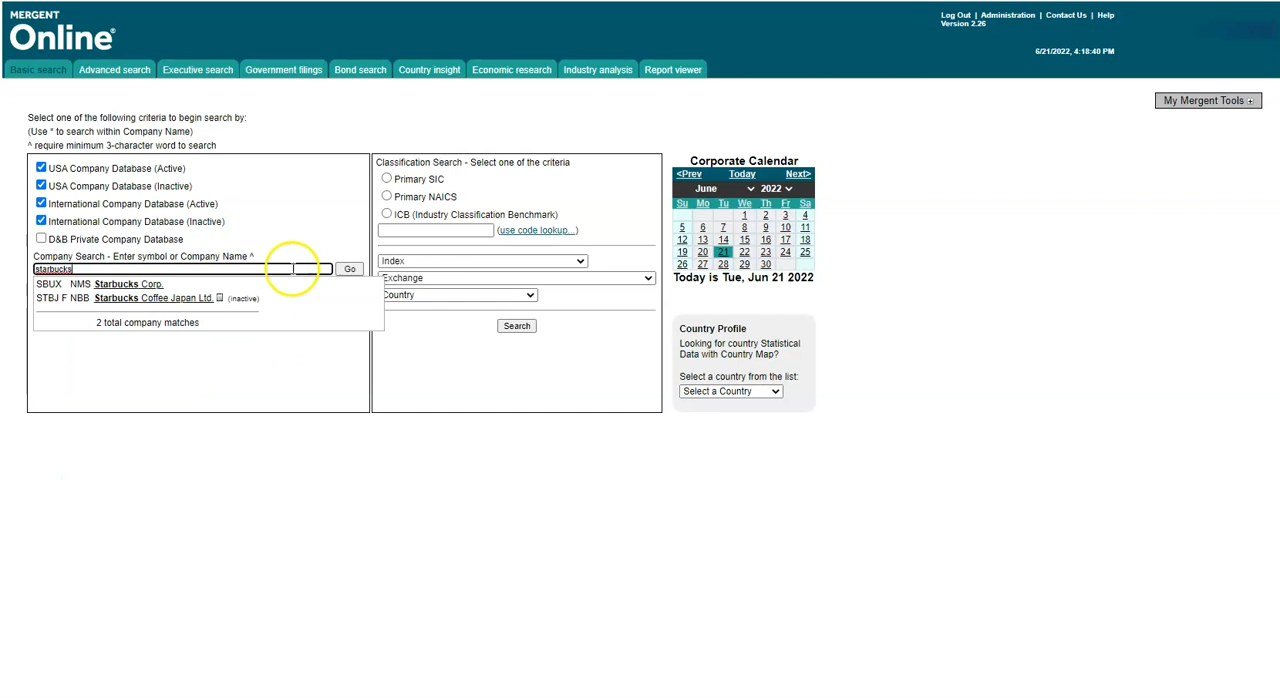 MERGENT
Online®
Log Out | Administration | Contact Us | Help
Version 2.26
6/21/2022, 4:18:40 PM
Basic search Advanced search Executive search Government filings Bond search Country insight Economic research Industry analysis Report viewer
My Mergent Tools
Select one of the following criteria to begin search by:
(Use * to search within Company Name)
^ require minimum 3-character word to search
USA Company Database (Active)
USA Company Database (Inactive)
International Company Database (Active)
International Company Database (Inactive)
D&B Private Company Database
Company Search - Enter symbol or Company Name ^
starbucks Go
SBUX NMS Starbucks Corp.
STBJ F NBB Starbucks Coffee Japan Ltd. (inactive)
2 total company matches
Classification Search - Select one of the criteria
Primary SIC
Primary NAICS
ICB (Industry Classification Benchmark)
(use code lookup...)
Index
Exchange
Country
Search
Corporate Calendar
<Prev Today Next>
June 2022
Su Mo Tu We Th Fr Sa
1 2 3 4
5 6 7 8 9 10 11
12 13 14 15 16 17 18
19 20 21 22 23 24 25
26 27 28 29 30
Today is Tue, Jun 21 2022
Country Profile
Looking for country Statistical
Data with Country Map?
Select a country from the list:
Select a Country